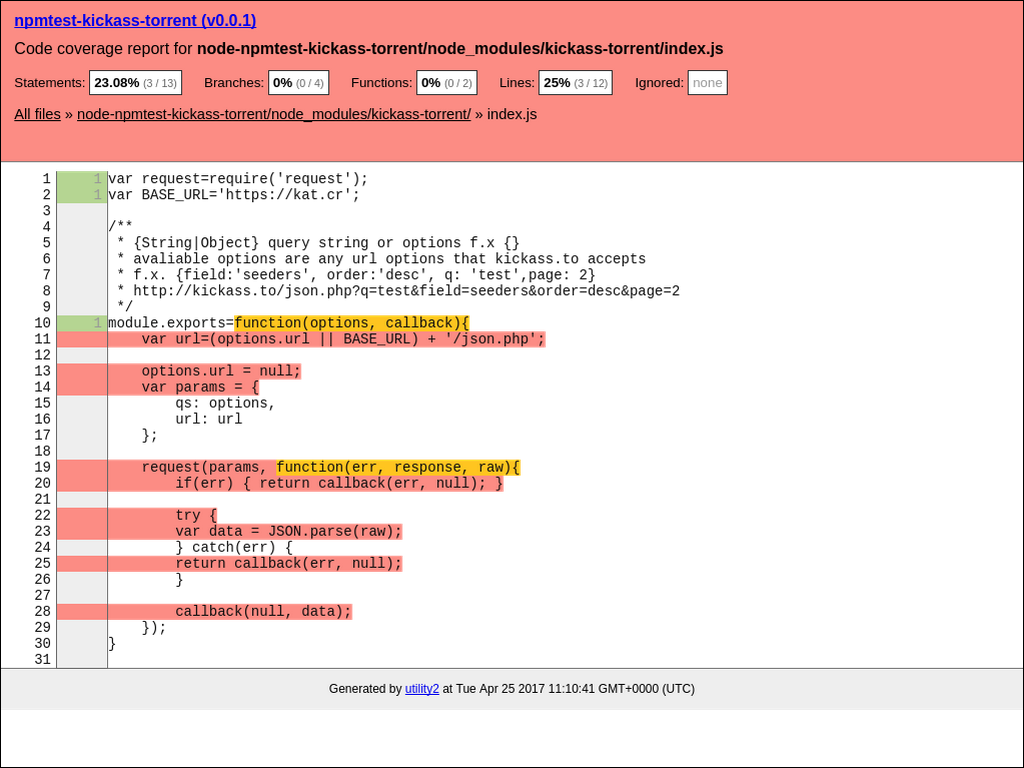 npmtest-kickass-torrent (v0.0.1)
Code coverage report for node-npmtest-kickass-torrent/node_modules/kickass-torrent/index.js
Statements: 23.08% (3 / 13) Branches: 0% (0 / 4) Functions: 0% (0 / 2) Lines: 25% (3 / 12) Ignored: none
All files » node-npmtest-kickass-torrent/node_modules/kickass-torrent/ » index.js
1 1 var request=require('request');
2 1 var BASE_URL='https://kat.cr';
3
4 /**
5  * {String|Object} query string or options f.x {}
6  * avaliable options are any url options that kickass.to accepts
7  * f.x. {field:'seeders', order:'desc', q: 'test',page: 2}
8  * http://kickass.to/json.php?q=test&field=seeders&order=desc&page=2
9  */
10 1 module.exports=function(options, callback){
11     var url=(options.url || BASE_URL) + '/json.php';
12
13     options.url = null;
14     var params = {
15         qs: options,
16         url: url
17     };
18
19     request(params, function(err, response, raw){
20         if(err) { return callback(err, null); }
21
22         try {
23         var data = JSON.parse(raw);
24         } catch(err) {
25         return callback(err, null);
26         }
27
28         callback(null, data);
29     });
30 }
31
Generated by utility2 at Tue Apr 25 2017 11:10:41 GMT+0000 (UTC)